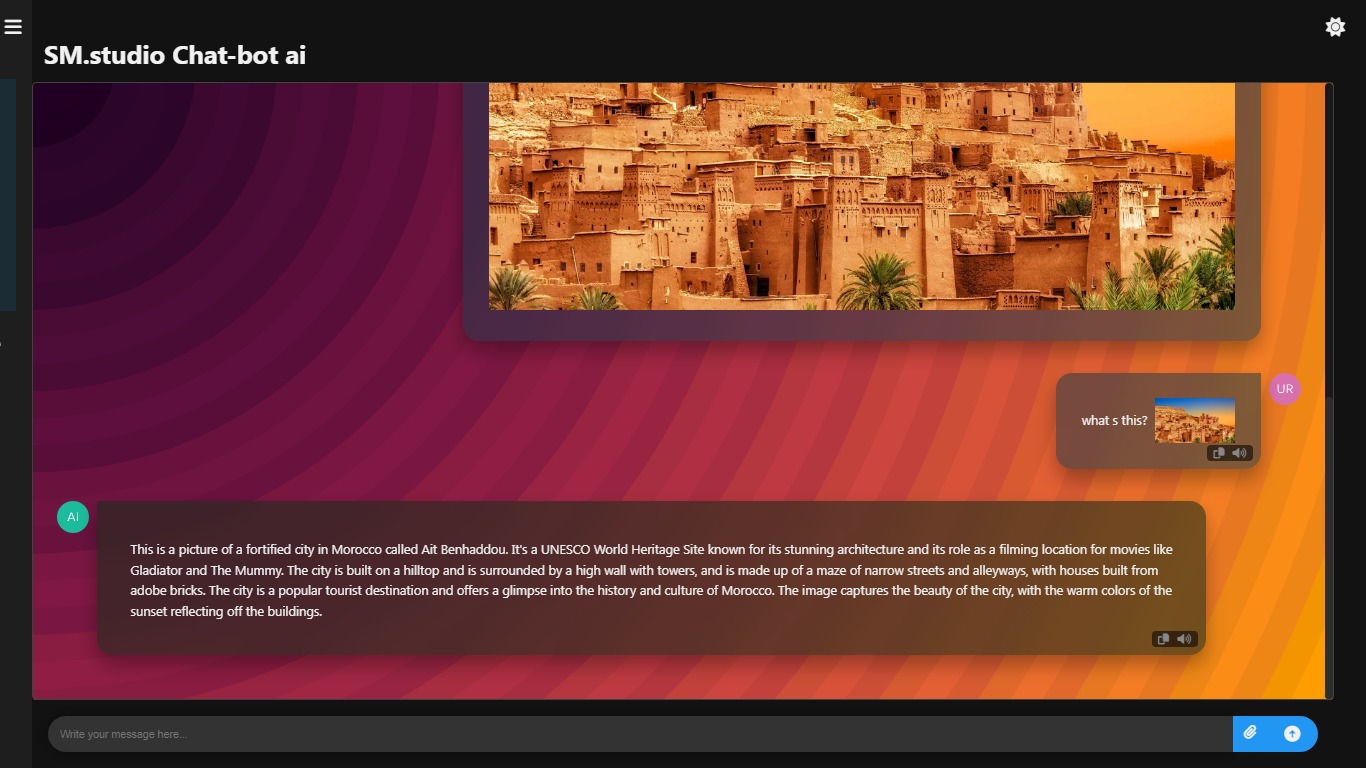 SM.studio Chat-bot ai
what s this?
UR
AI
This is a picture of a fortified city in Morocco called Ait Benhaddou. It's a UNESCO World Heritage Site known for its stunning architecture and its role as a filming location for movies like
Gladiator and The Mummy. The city is built on a hilltop and is surrounded by a high wall with towers, and is made up of a maze of narrow streets and alleyways, with houses built from
adobe bricks. The city is a popular tourist destination and offers a glimpse into the history and culture of Morocco. The image captures the beauty of the city, with the warm colors of the
sunset reflecting off the buildings.
Write your message here...